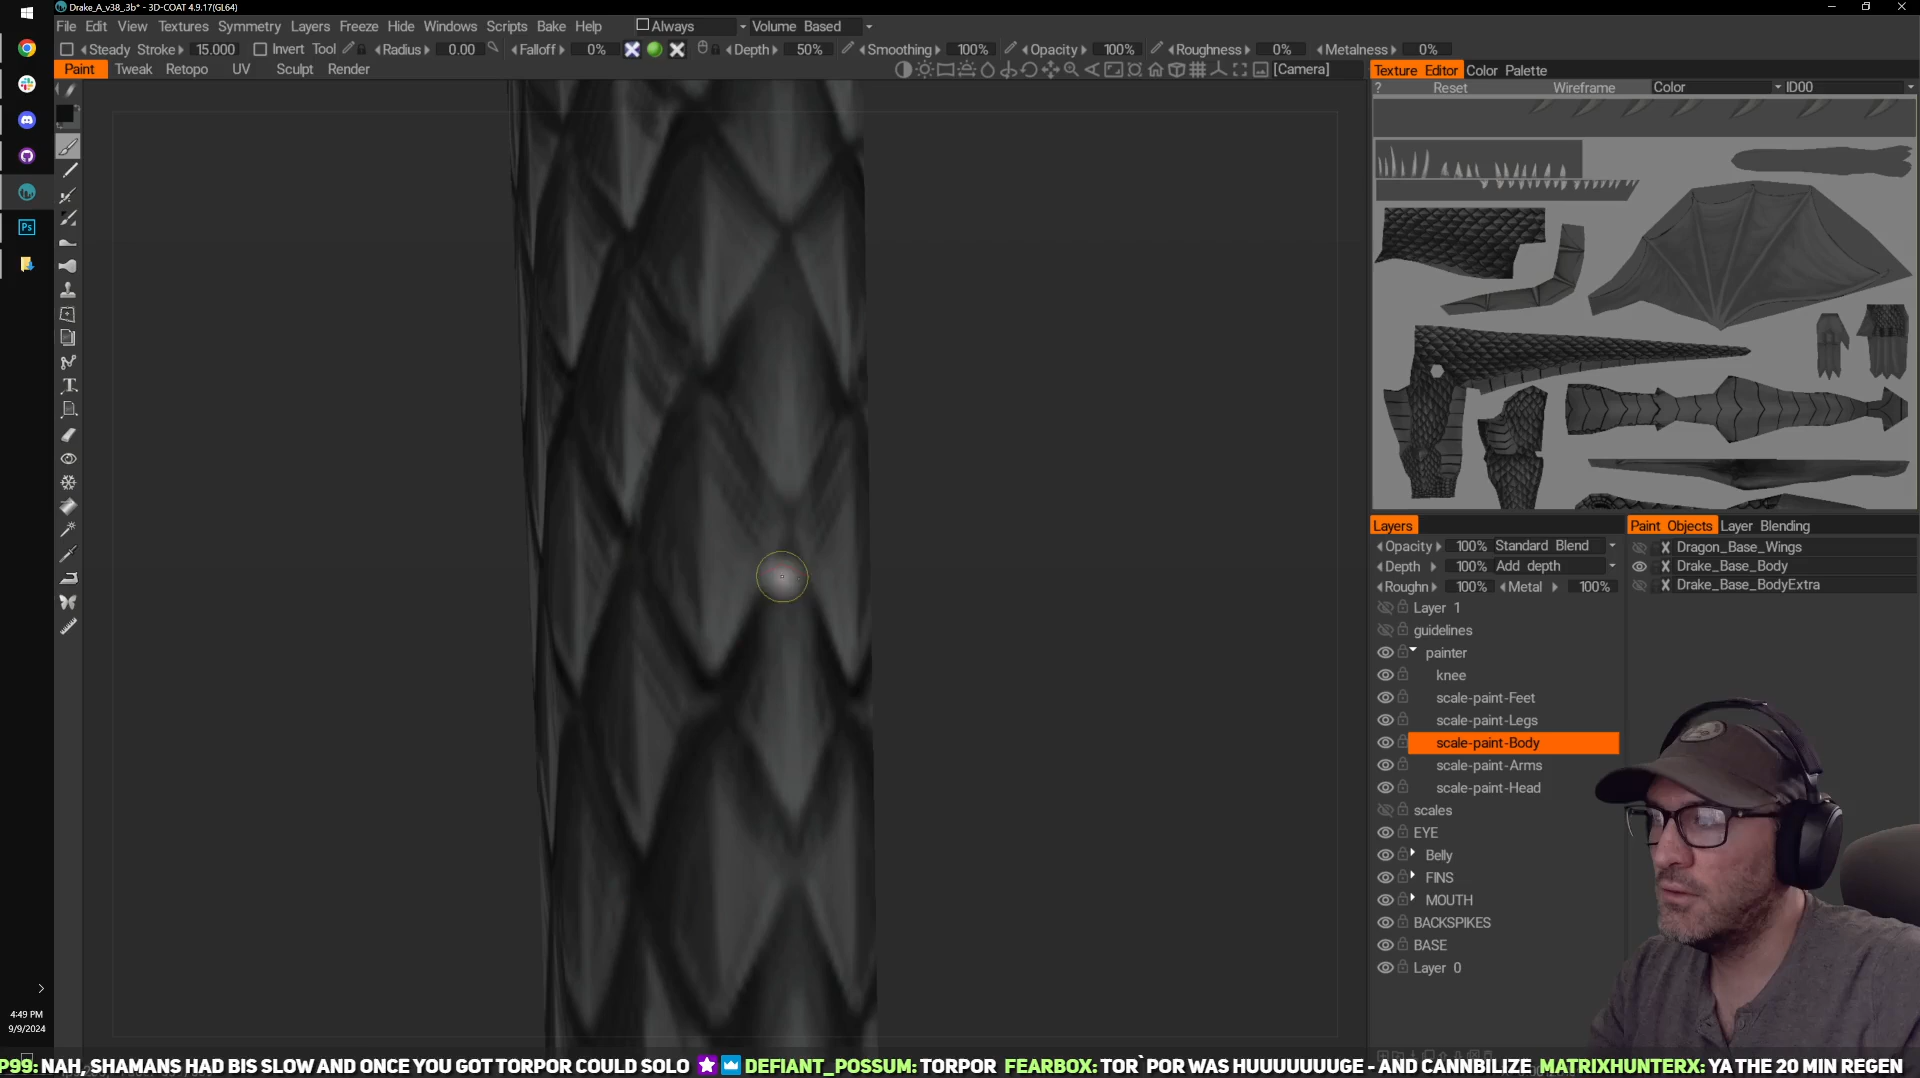 Drake_A_v38_.3b* - 3D-COAT 4.9.17(GL64)
File Edit View Textures Symmetry Layers Freeze Hide Windows Scripts Bake Help Always Volume Based
Steady Stroke 15.000 Invert Tool Radius 0.00 Falloff 0% Depth 50% Smoothing 100% Opacity 100% Roughness 0% Metalness 0%
Paint Tweak Retopo UV Sculpt Render [Camera]
Texture Editor Color Palette
? Reset Wireframe Color ID00
Layers
Opacity 100% Standard Blend
Depth 100% Add depth
Roughn 100% Metal 100%
Layer 1
guidelines
painter
knee
scale-paint-Feet
scale-paint-Legs
scale-paint-Body
scale-paint-Arms
scale-paint-Head
scales
EYE
Belly
FINS
MOUTH
BACKSPIKES
BASE
Layer 0
Paint Objects Layer Blending
Dragon_Base_Wings
Drake_Base_Body
Drake_Base_BodyExtra
Ps
4:49 PM
9/9/2024
P99: NAH, SHAMANS HAD BIS SLOW AND ONCE YOU GOT TORPOR COULD SOLO DEFIANT_POSSUM: TORPOR FEARBOX: TOR`POR WAS HUUUUUUUGE - AND CANNBILIZE MATRIXHUNTERX: YA THE 20 MIN REGEN